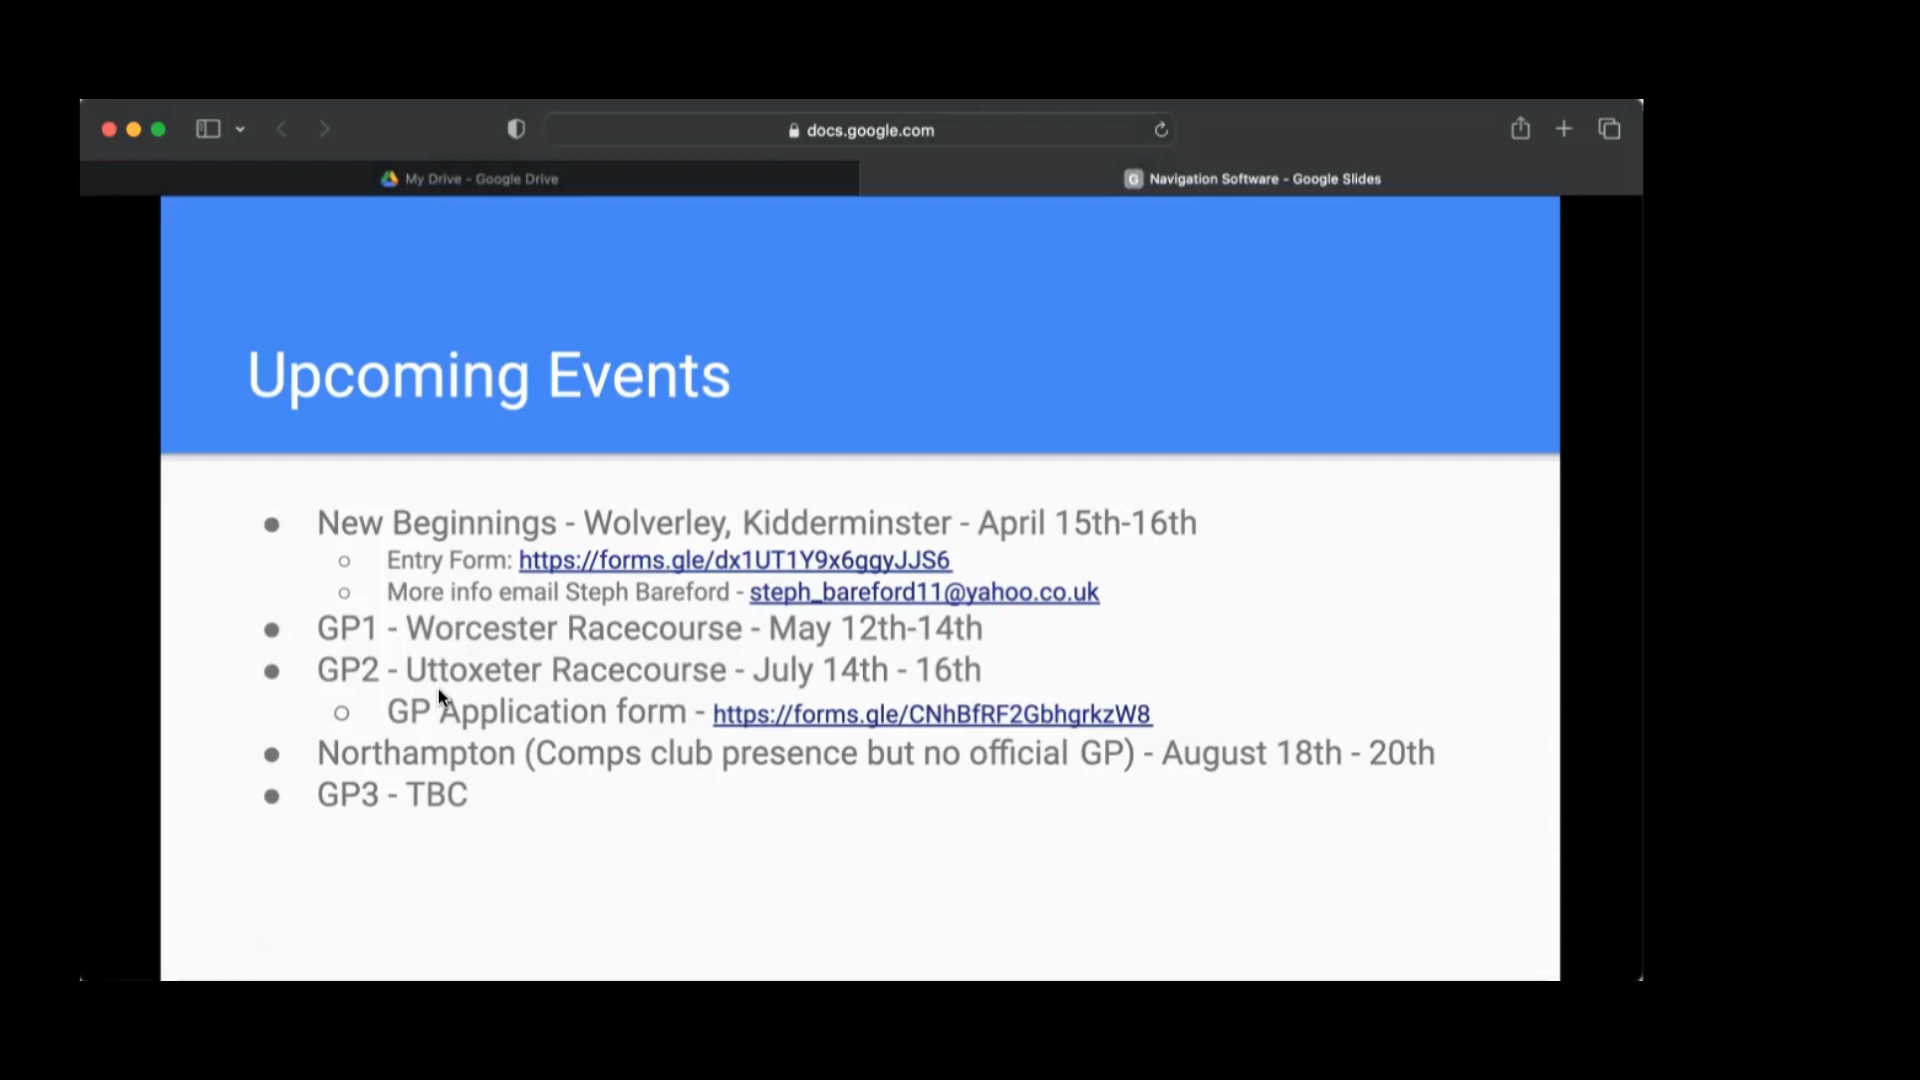 docs.google.com
My Drive - Google Drive
G Navigation Software - Google Slides
Upcoming Events
● New Beginnings - Wolverley, Kidderminster - April 15th-16th
○ Entry Form: https://forms.gle/dx1UT1Y9x6ggyJJS6
○ More info email Steph Bareford - steph_bareford11@yahoo.co.uk
● GP1 - Worcester Racecourse - May 12th-14th
● GP2 - Uttoxeter Racecourse - July 14th - 16th
○ GP Application form - https://forms.gle/CNhBfRF2GbhgrkzW8
● Northampton (Comps club presence but no official GP) - August 18th - 20th
● GP3 - TBC